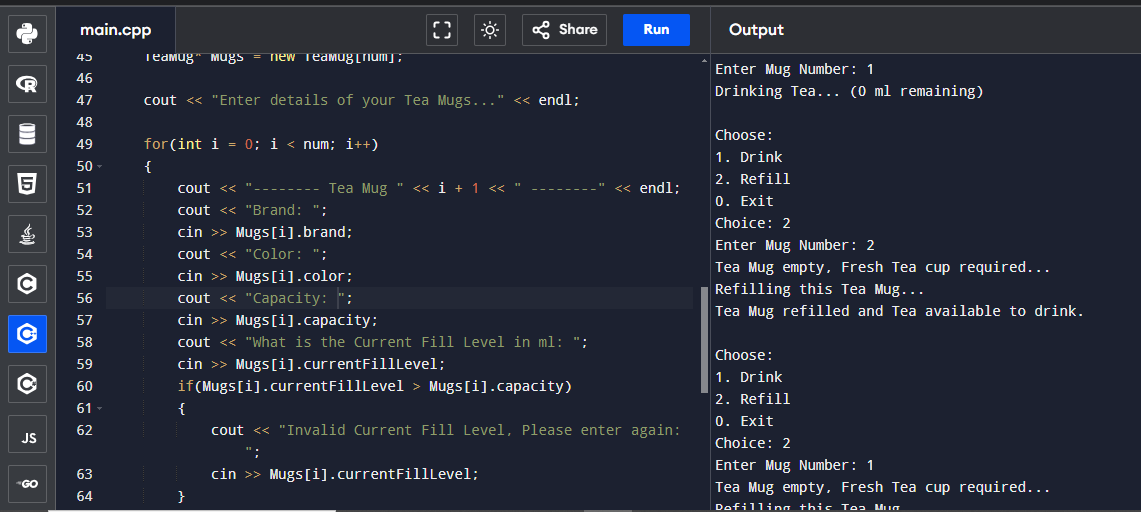 main.cpp
Share
Run
Output
45 TeaMug* Mugs = new TeaMug[num];
46
47 cout << "Enter details of your Tea Mugs..." << endl;
48
49 for(int i = 0; i < num; i++)
50 {
51 cout << "-------- Tea Mug " << i + 1 << " --------" << endl;
52 cout << "Brand: ";
53 cin >> Mugs[i].brand;
54 cout << "Color: ";
55 cin >> Mugs[i].color;
56 cout << "Capacity: ";
57 cin >> Mugs[i].capacity;
58 cout << "What is the Current Fill Level in ml: ";
59 cin >> Mugs[i].currentFillLevel;
60 if(Mugs[i].currentFillLevel > Mugs[i].capacity)
61 {
62 cout << "Invalid Current Fill Level, Please enter again:
";
63 cin >> Mugs[i].currentFillLevel;
64 }
Enter Mug Number: 1
Drinking Tea... (0 ml remaining)
Choose:
1. Drink
2. Refill
0. Exit
Choice: 2
Enter Mug Number: 2
Tea Mug empty, Fresh Tea cup required...
Refilling this Tea Mug...
Tea Mug refilled and Tea available to drink.
Choose:
1. Drink
2. Refill
0. Exit
Choice: 2
Enter Mug Number: 1
Tea Mug empty, Fresh Tea cup required...
Refilling this Tea Mug...
R
5
C
C
C
JS
GO